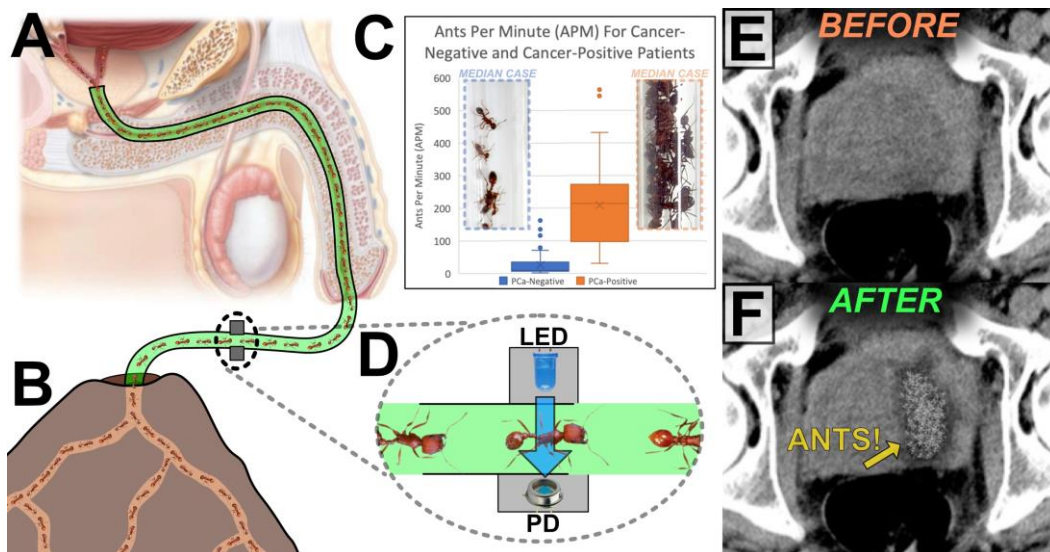 A
B
C
Ants Per Minute (APM) For Cancer-
Negative and Cancer-Positive Patients
MEDIAN CASE
MEDIAN CASE
Ants Per Minute (APM)
600
500
400
300
200
100
0
PCa-Negative
PCa-Positive
D
LED
PD
E
BEFORE
F
AFTER
ANTS!